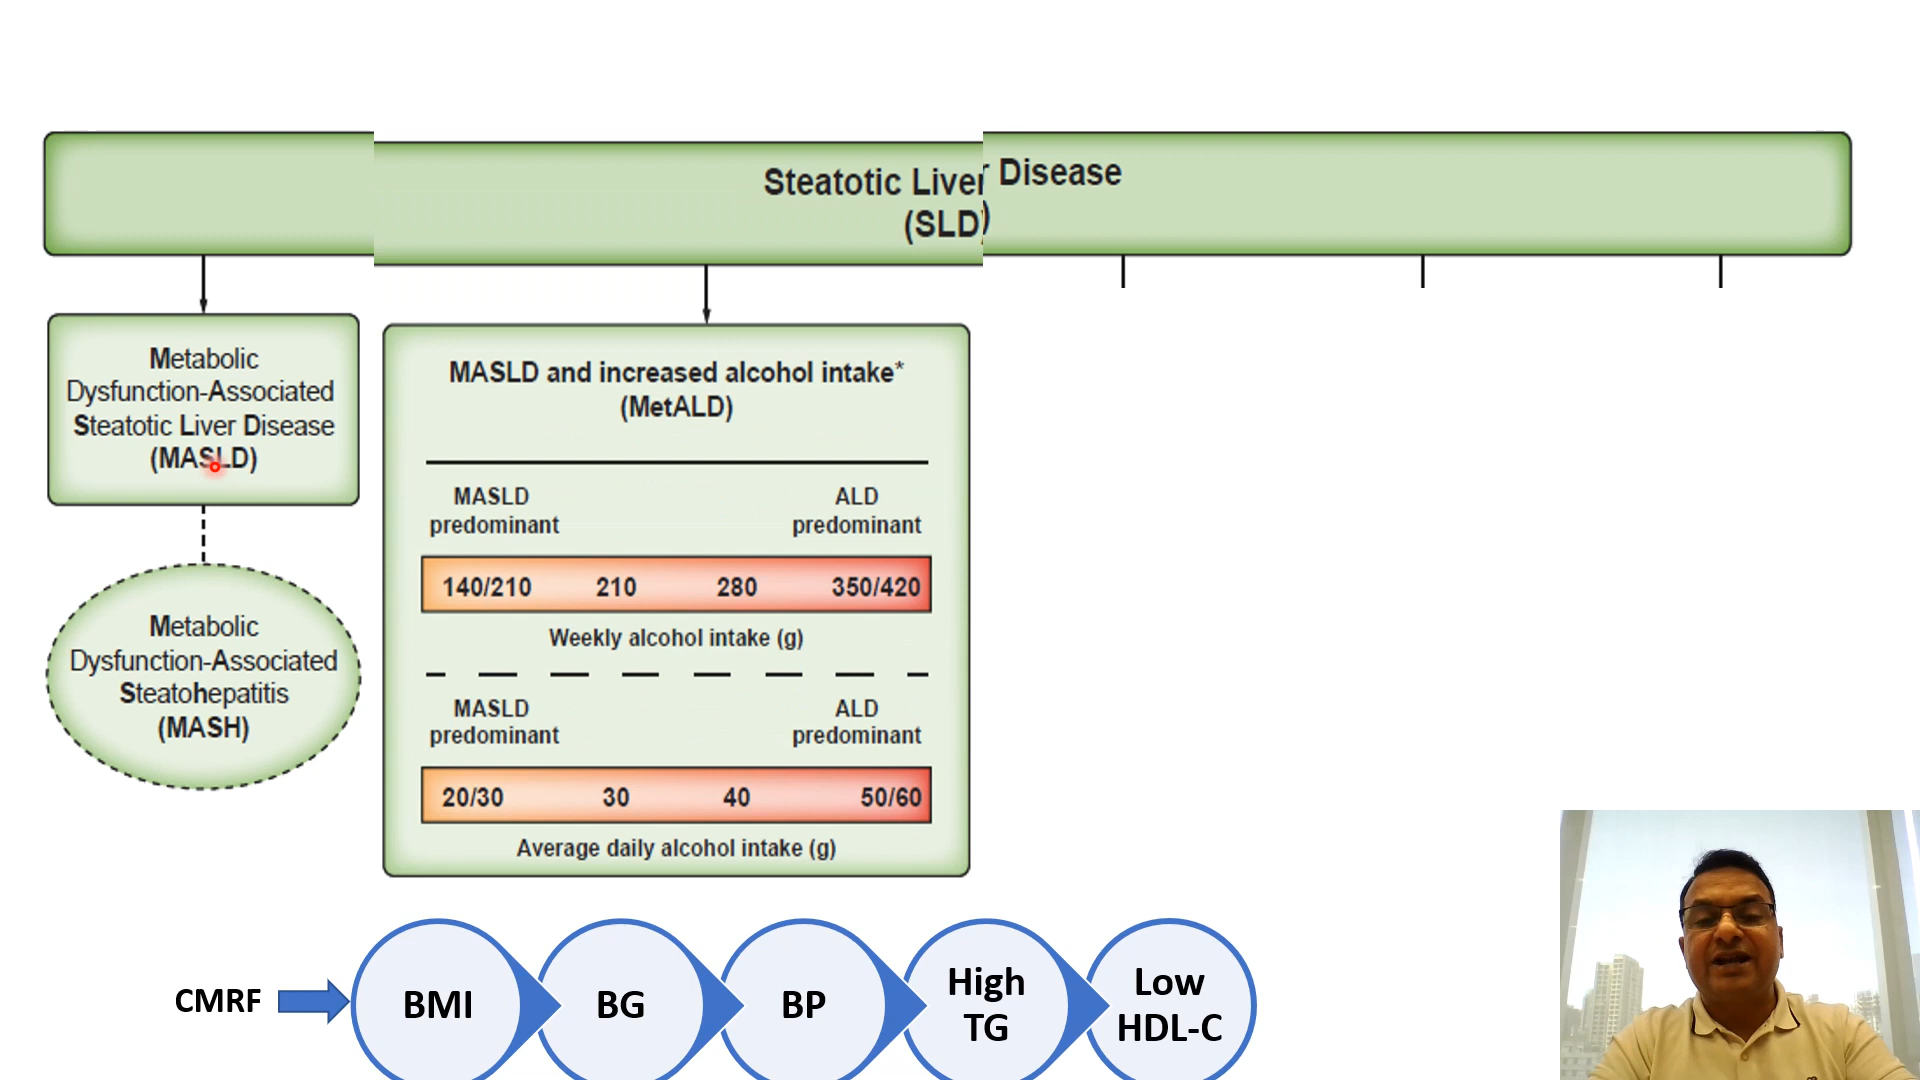 Steatotic Liver Disease
(SLD)
Metabolic
Dysfunction-Associated
Steatotic Liver Disease
(MASLD)
Metabolic
Dysfunction-Associated
Steatohepatitis
(MASH)
MASLD and increased alcohol intake*
(MetALD)
MASLD predominant
ALD predominant
140/210 210 280 350/420
Weekly alcohol intake (g)
MASLD predominant
ALD predominant
20/30 30 40 50/60
Average daily alcohol intake (g)
CMRF
BMI
BG
BP
High
TG
Low
HDL-C